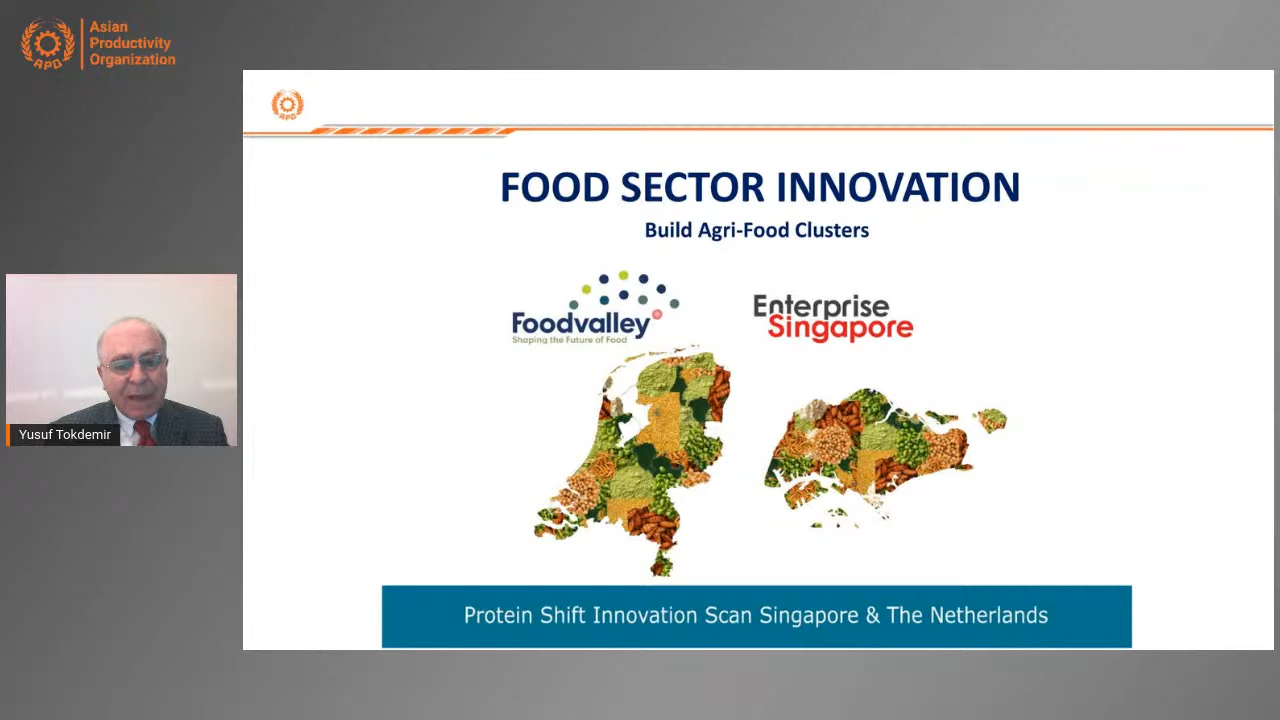 Asian
Productivity
Organization
APO
APO
FOOD SECTOR INNOVATION
Build Agri-Food Clusters
Foodvalley
Shaping the Future of Food
Enterprise
Singapore
Yusuf Tokdemir
Protein Shift Innovation Scan Singapore & The Netherlands